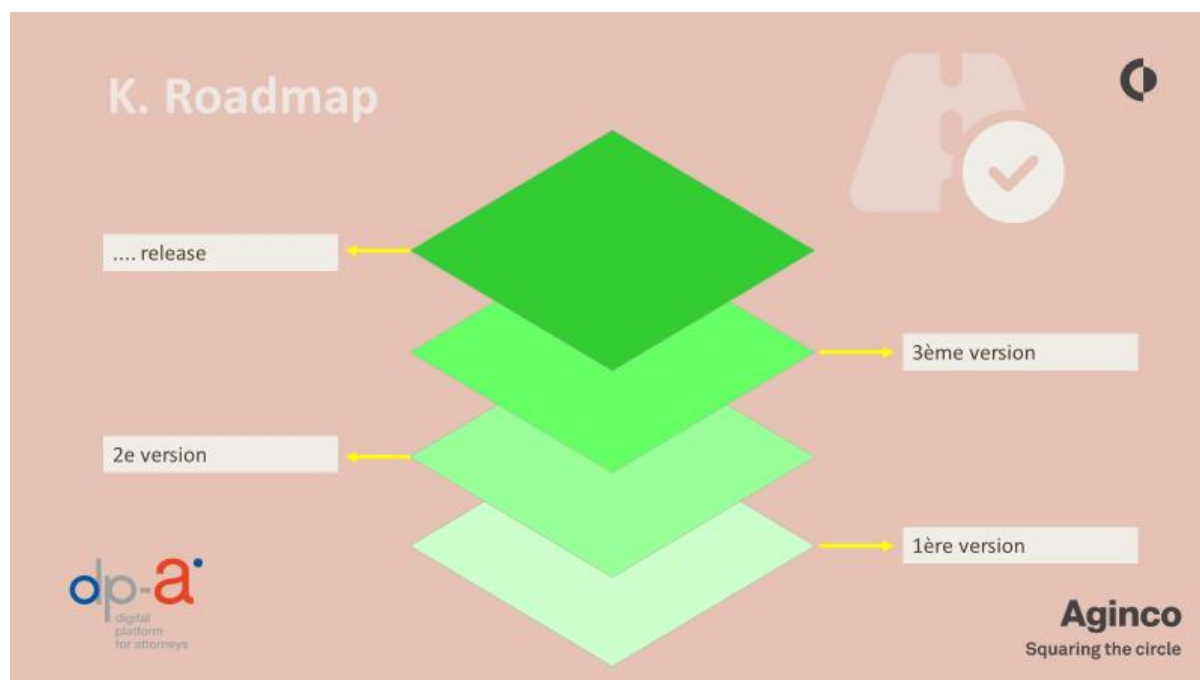 K. Roadmap
.... release
3ème version
2e version
1ère version
dp-a
digital
platform
for attorneys
Aginco
Squaring the circle